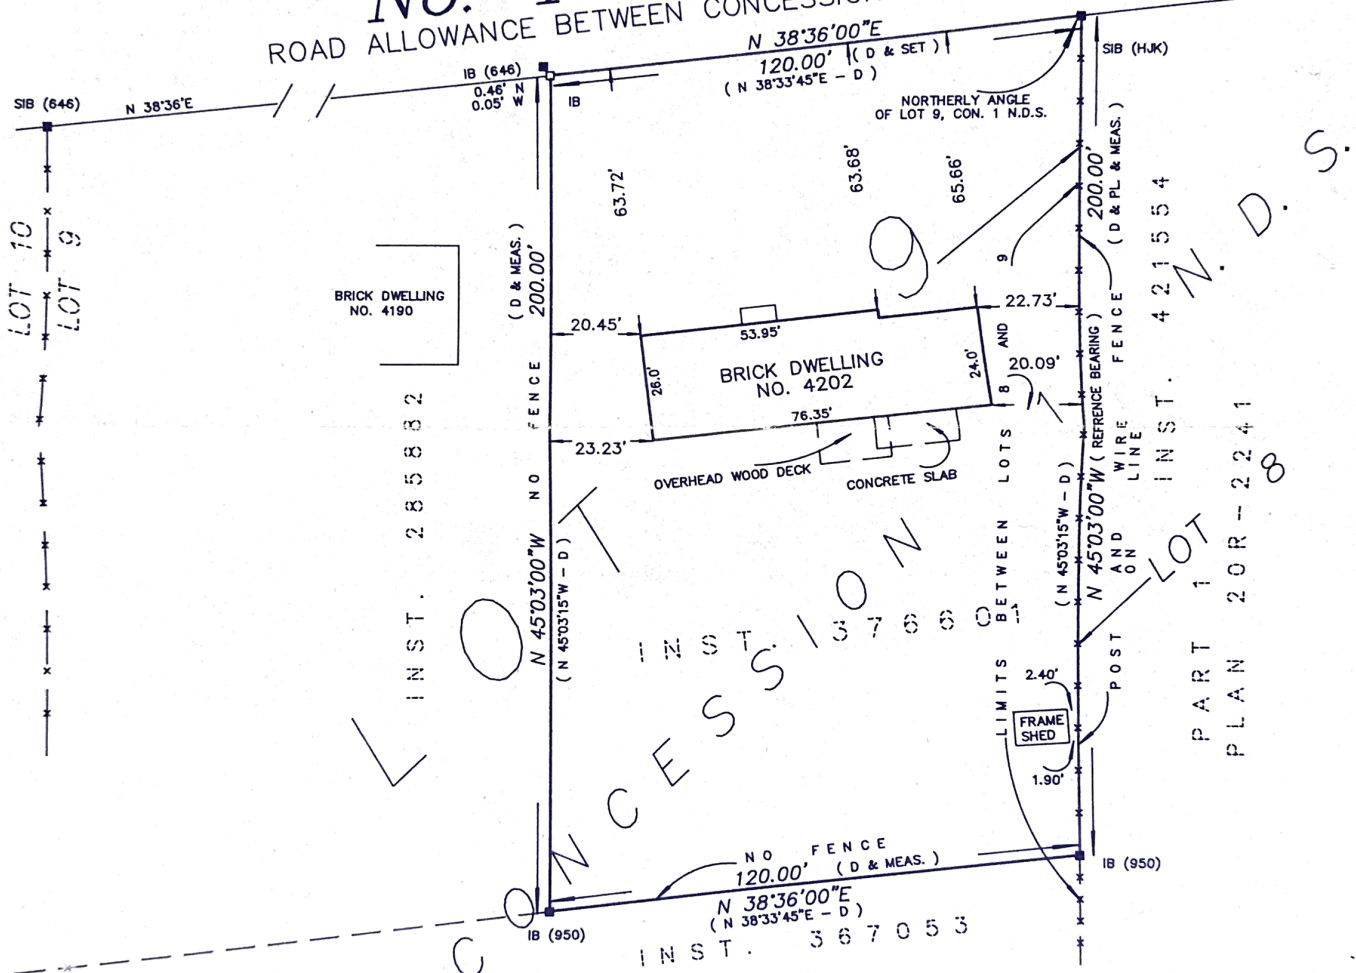 No.
ROAD ALLOWANCE BETWEEN
N 38°36'00"E
120.00' ( D & SET )
( N 38°33'45"E - D )
SIB (HJK)
IB (646)
0.46' N
0.05' W
IB
SIB (646)
N 38°36'E
NORTHERLY ANGLE
OF LOT 9, CON. 1 N.D.S.
63.72'
63.68'
65.66'
200.00'
( D & PL & MEAS. )
INST. 421554
N. D. S.
LOT 10
LOT 9
BRICK DWELLING
NO. 4190
( D & MEAS. )
200.00'
9
20.45'
53.95'
22.73'
BRICK DWELLING
NO. 4202
26.0'
24.0'
20.09'
76.35'
23.23'
OVERHEAD WOOD DECK
CONCRETE SLAB
NO FENCE
INST. 285882
N 45°03'00"W
( N 45°03'15"W - D )
LIMITS BETWEEN LOTS 8 AND 9
( N 45°03'15"W - D )
N 45°03'00"W ( REFRENCE BEARING )
POST AND WIRE FENCE
ON LINE
LOT 8
PART 1
PLAN 20R-2241
LOT
CONCESSION 1
INST. 376601
2.40'
FRAME
SHED
1.90'
NO FENCE
120.00' ( D & MEAS. )
N 38°36'00"E
( N 38°33'45"E - D )
IB (950)
IB (950)
INST. 367053